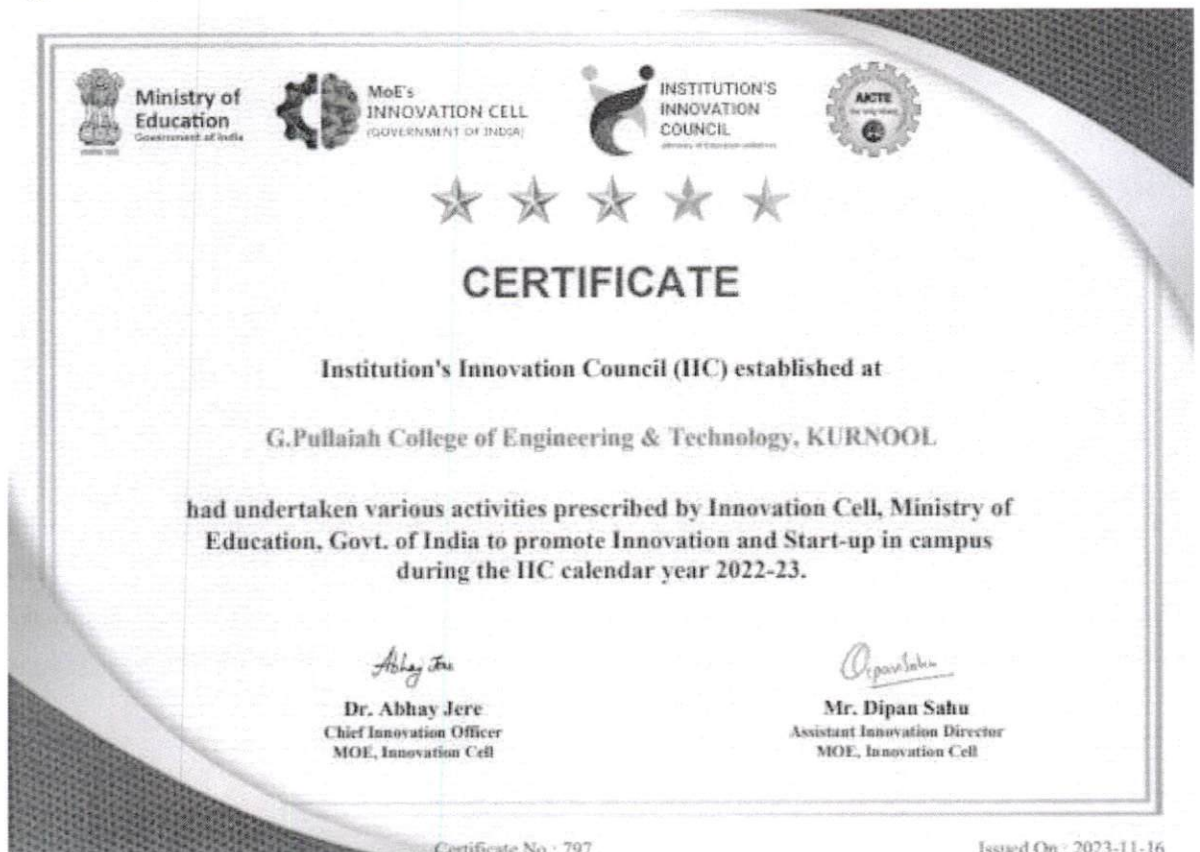 Ministry of
Education
Government of India
MoE's
INNOVATION CELL
(GOVERNMENT OF INDIA)
INSTITUTION'S
INNOVATION
COUNCIL
AICTE
CERTIFICATE
Institution's Innovation Council (IIC) established at
G.Pullaiah College of Engineering & Technology, KURNOOL
had undertaken various activities prescribed by Innovation Cell, Ministry of
Education, Govt. of India to promote Innovation and Start-up in campus
during the IIC calendar year 2022-23.
Abhay Jere
Dipan Sahu
Dr. Abhay Jere
Mr. Dipan Sahu
Chief Innovation Officer
Assistant Innovation Director
MOE, Innovation Cell
MOE, Innovation Cell
Certificate No : 797
Issued On : 2023-11-16